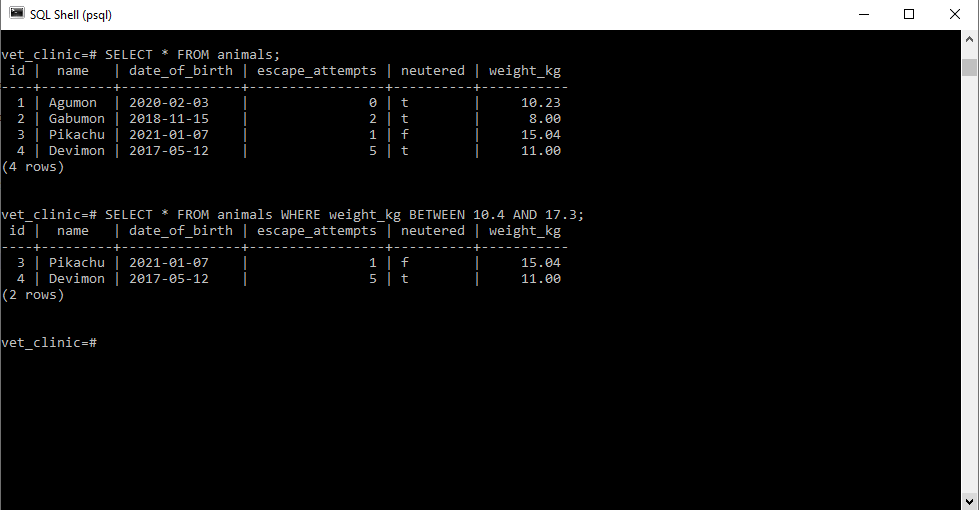 SQL Shell (psql)
vet_clinic=# SELECT * FROM animals;
 id |  name   | date_of_birth | escape_attempts | neutered | weight_kg
----+---------+---------------+-----------------+----------+-----------
  1 | Agumon  | 2020-02-03    |               0 | t        |     10.23
  2 | Gabumon | 2018-11-15    |               2 | t        |      8.00
  3 | Pikachu | 2021-01-07    |               1 | f        |     15.04
  4 | Devimon | 2017-05-12    |               5 | t        |     11.00
(4 rows)
vet_clinic=# SELECT * FROM animals WHERE weight_kg BETWEEN 10.4 AND 17.3;
 id |  name   | date_of_birth | escape_attempts | neutered | weight_kg
----+---------+---------------+-----------------+----------+-----------
  3 | Pikachu | 2021-01-07    |               1 | f        |     15.04
  4 | Devimon | 2017-05-12    |               5 | t        |     11.00
(2 rows)
vet_clinic=#